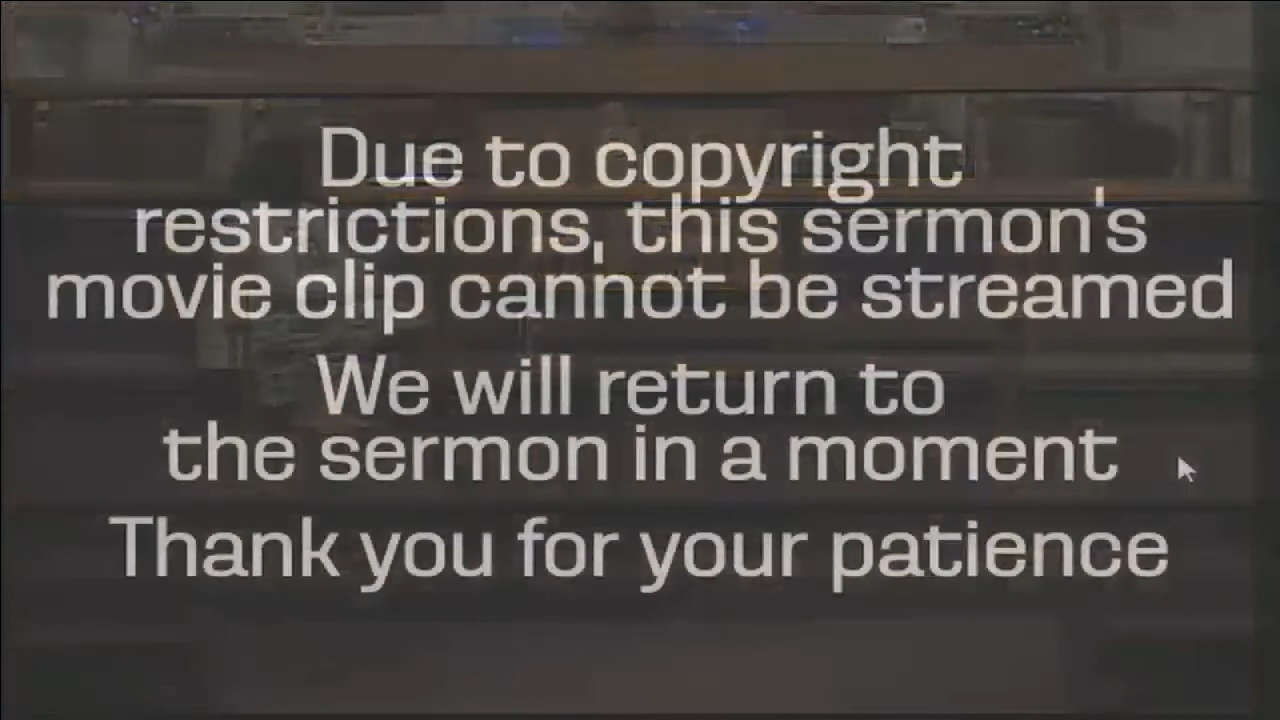 Due to copyright
restrictions, this sermon's
movie clip cannot be streamed
We will return to
the sermon in a moment
Thank you for your patience